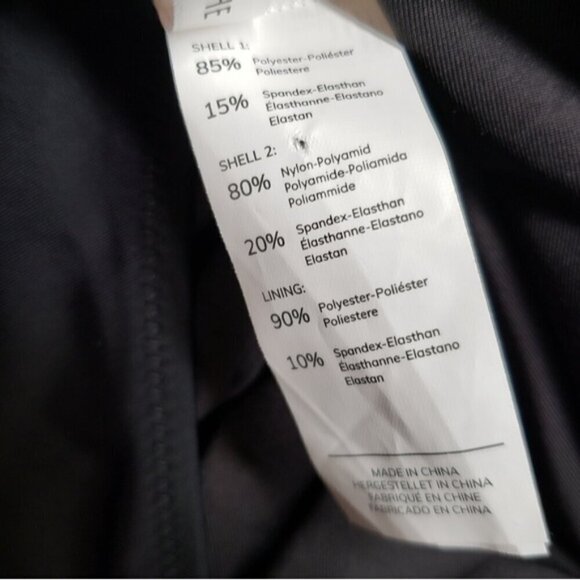 SHELL 1:
85% Polyester-Poliéster
Poliestere
15% Spandex-Elasthan
Élasthanne-Elastano
Elastan
SHELL 2:
80% Nylon-Polyamid
Polyamide-Poliamida
Poliammide
20% Spandex-Elasthan
Élasthanne-Elastano
Elastan
LINING:
90% Polyester-Poliéster
Poliestere
10% Spandex-Elasthan
Élasthanne-Elastano
Elastan
MADE IN CHINA
HERGESTELLET IN CHINA
FABRIQUÉ EN CHINE
FABRICADO EN CHINA